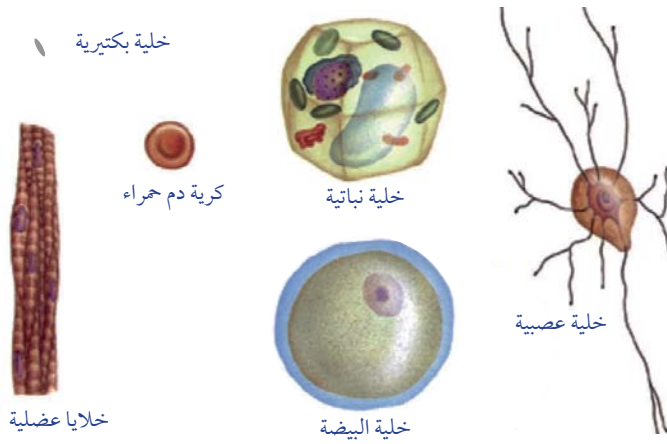 خلية بكتيرية
كرية دم حمراء
خلية نباتية
خلية عصبية
خلايا عضلية
خلية البيضة